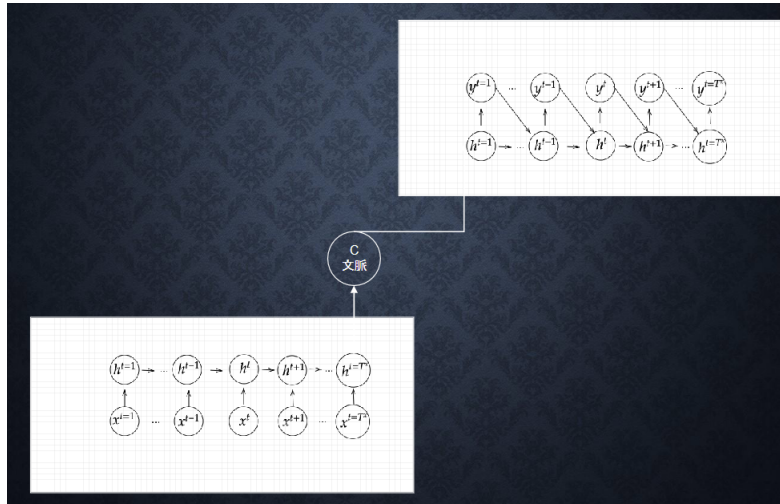 y^{t=1} ... y^{t-1} y^{t} y^{t+1} ... y^{t=T^x}
h^{t=1} ... h^{t-1} h^{t} h^{t+1} ... h^{t=T^x}
C
文脈
h^{t=1} ... h^{t-1} h^{t} h^{t+1} ... h^{t=T^x}
x^{t=1} ... x^{t-1} x^{t} x^{t+1} ... x^{t=T^x}